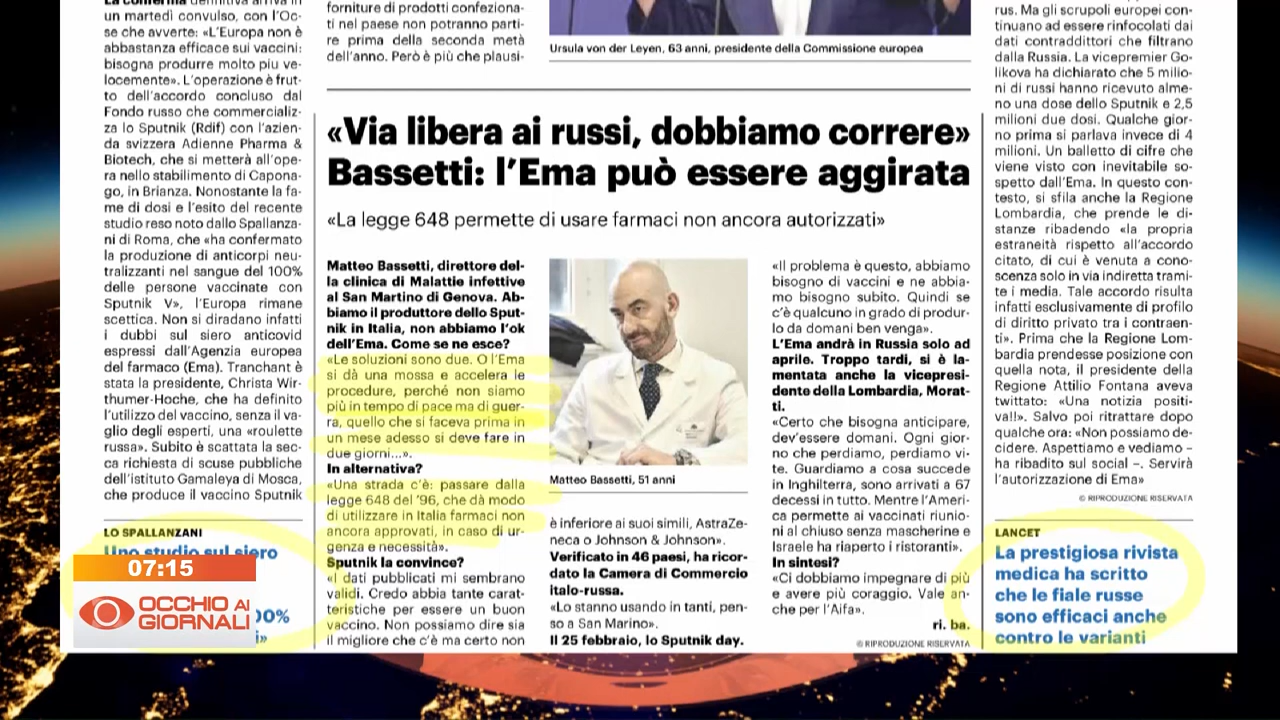 La conferma definitiva arriva in
un martedì convulso, con l'Oc-
se che avverte: «L'Europa non è
abbastanza efficace sui vaccini:
bisogna produrre molto piu ve-
locemente». L'operazione è frut-
to dell'accordo concluso dal
Fondo russo che commercializ-
za lo Sputnik (Rdif) con l'azien-
da svizzera Adienne Pharma &
Biotech, che si metterà all'ope-
ra nello stabilimento di Capona-
go, in Brianza. Nonostante la fa-
me di dosi e l'esito del recente
studio reso noto dallo Spallanza-
ni di Roma, che «ha confermato
la produzione di anticorpi neu-
tralizzanti nel sangue del 100%
delle persone vaccinate con
Sputnik V», l'Europa rimane
scettica. Non si diradano infatti
i dubbi sul siero anticovid
espressi dall'Agenzia europea
del farmaco (Ema). Tranchant è
stata la presidente, Christa Wir-
thumer-Hoche, che ha definito
l'utilizzo del vaccino, senza il va-
glio degli esperti, una «roulette
russa». Subito è scattata la sec-
ca richiesta di scuse pubbliche
dell'istituto Gamaleya di Mosca,
che produce il vaccino Sputnik
LO SPALLANZANI
Uno studio sul siero
00%
i»
07:15
OCCHIO AI
GIORNALI
forniture di prodotti confeziona-
ti nel paese non potranno parti-
re prima della seconda metà
dell'anno. Però è più che plausi-
Ursula von der Leyen, 63 anni, presidente della Commissione europea
«Via libera ai russi, dobbiamo correre»
Bassetti: l'Ema può essere aggirata
«La legge 648 permette di usare farmaci non ancora autorizzati»
Matteo Bassetti, direttore del-
la clinica di Malattie infettive
al San Martino di Genova. Ab-
biamo il produttore dello Sput-
nik in Italia, non abbiamo l'ok
dell'Ema. Come se ne esce?
«Le soluzioni sono due. O l'Ema
si dà una mossa e accelera le
procedure, perché non siamo
più in tempo di pace ma di guer-
ra, quello che si faceva prima in
un mese adesso si deve fare in
due giorni...».
In alternativa?
«Una strada c'è: passare dalla
legge 648 del '96, che dà modo
di utilizzare in Italia farmaci non
ancora approvati, in caso di ur-
genza e necessità».
Sputnik la convince?
«I dati pubblicati mi sembrano
validi. Credo abbia tante carat-
teristiche per essere un buon
vaccino. Non possiamo dire sia
il migliore che c'è ma certo non
Matteo Bassetti, 51 anni
è inferiore ai suoi simili, AstraZe-
neca o Johnson & Johnson».
Verificato in 46 paesi, ha ricor-
dato la Camera di Commercio
italo-russa.
«Lo stanno usando in tanti, pen-
so a San Marino».
Il 25 febbraio, lo Sputnik day.
«Il problema è questo, abbiamo
bisogno di vaccini e ne abbia-
mo bisogno subito. Quindi se
c'è qualcuno in grado di produr-
lo da domani ben venga».
L'Ema andrà in Russia solo ad
aprile. Troppo tardi, si è la-
mentata anche la vicepresi-
dente della Lombardia, Morat-
ti.
«Certo che bisogna anticipare,
dev'essere domani. Ogni gior-
no che perdiamo, perdiamo vi-
te. Guardiamo a cosa succede
in Inghilterra, sono arrivati a 67
decessi in tutto. Mentre l'Ameri-
ca permette ai vaccinati riunio-
ni al chiuso senza mascherine e
Israele ha riaperto i ristoranti».
In sintesi?
«Ci dobbiamo impegnare di più
e avere più coraggio. Vale an-
che per l'Aifa».
ri. ba.
© RIPRODUZIONE RISERVATA
rus. Ma gli scrupoli europei con-
tinuano ad essere rinfocolati dai
dati contraddittori che filtrano
dalla Russia. La vicepremier Go-
likova ha dichiarato che 5 milio-
ni di russi hanno ricevuto alme-
no una dose dello Sputnik e 2,5
milioni due dosi. Qualche gior-
no prima si parlava invece di 4
milioni. Un balletto di cifre che
viene visto con inevitabile so-
spetto dall'Ema. In questo con-
testo, si sfila anche la Regione
Lombardia, che prende le di-
stanze ribadendo «la propria
estraneità rispetto all'accordo
citato, di cui è venuta a cono-
scenza solo in via indiretta trami-
te i media. Tale accordo risulta
infatti esclusivamente di profilo
di diritto privato tra i contraen-
ti». Prima che la Regione Lom-
bardia prendesse posizione con
quella nota, il presidente della
Regione Attilio Fontana aveva
twittato: «Una notizia positi-
va!!». Salvo poi ritrattare dopo
qualche ora: «Non possiamo de-
cidere. Aspettiamo e vediamo –
ha ribadito sul social –. Servirà
l'autorizzazione di Ema»
© RIPRODUZIONE RISERVATA
LANCET
La prestigiosa rivista
medica ha scritto
che le fiale russe
sono efficaci anche
contro le varianti